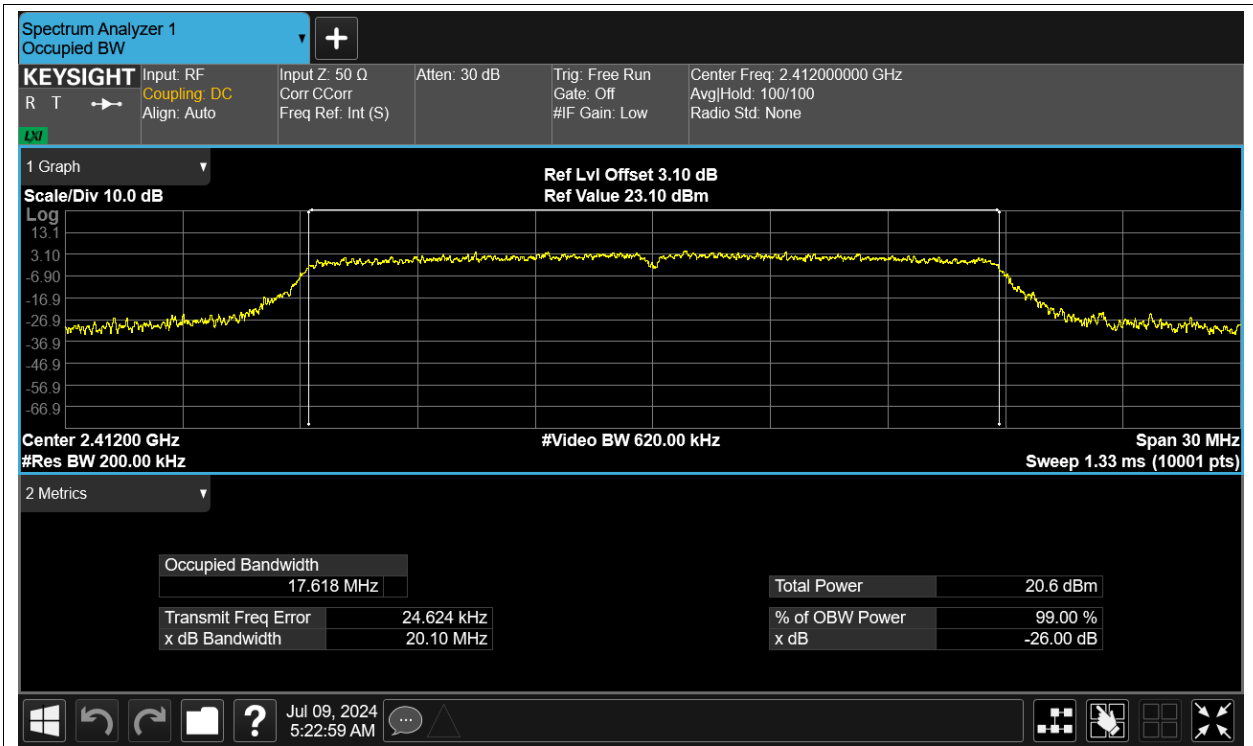 Spectrum Analyzer 1
Occupied BW
KEYSIGHT
R T
LXI
Input: RF
Coupling: DC
Align: Auto
Input Z: 50 Ω
Corr CCorr
Freq Ref: Int (S)
Atten: 30 dB
Trig: Free Run
Gate: Off
#IF Gain: Low
Center Freq: 2.412000000 GHz
Avg|Hold: 100/100
Radio Std: None
1 Graph
Scale/Div 10.0 dB
Ref Lvl Offset 3.10 dB
Ref Value 23.10 dBm
Log
13.1
3.10
-6.90
-16.9
-26.9
-36.9
-46.9
-56.9
-66.9
Center 2.41200 GHz
#Video BW 620.00 kHz
Span 30 MHz
#Res BW 200.00 kHz
Sweep 1.33 ms (10001 pts)
2 Metrics
Occupied Bandwidth
17.618 MHz
Total Power 20.6 dBm
Transmit Freq Error 24.624 kHz
% of OBW Power 99.00 %
x dB Bandwidth 20.10 MHz
x dB -26.00 dB
?
Jul 09, 2024
5:22:59 AM